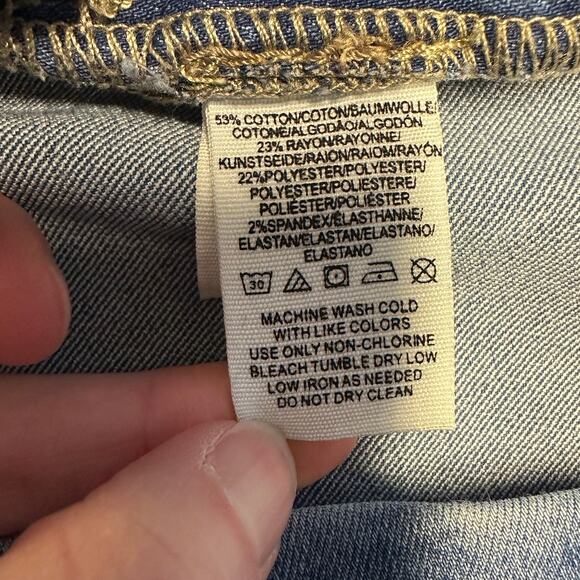 53% COTTON/COTON/BAUMWOLLE/
COTONE/ALGODÃO/ALGODÓN
23% RAYON/RAYONNE/
KUNSTSEIDE/RAION/RAIOM/RAYÓN
22%POLYESTER/POLYESTER/
POLYESTER/POLIESTERE/
POLIÉSTER/POLIÉSTER
2%SPANDEX/ÉLASTHANNE/
ELASTAN/ELASTAN/ELASTANO/
ELASTANO
30
MACHINE WASH COLD
WITH LIKE COLORS
USE ONLY NON-CHLORINE
BLEACH TUMBLE DRY LOW
LOW IRON AS NEEDED
DO NOT DRY CLEAN